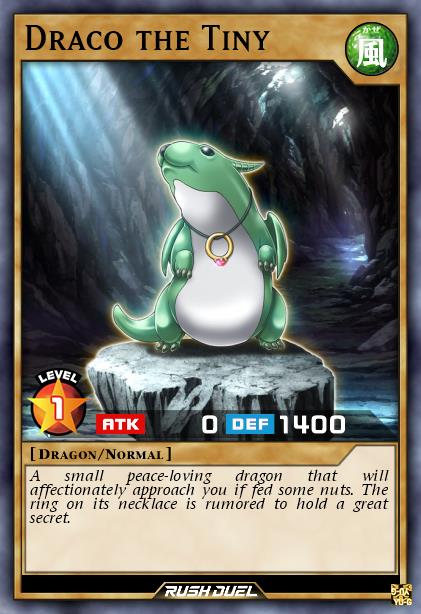 DRACO THE TINY
かぜ
風
LEVEL
1
ATK 0 DEF 1400
[DRAGON/NORMAL]
A small peace-loving dragon that will
affectionately approach you if fed some nuts. The
ring on its necklace is rumored to hold a great
secret.
RUSH DUEL